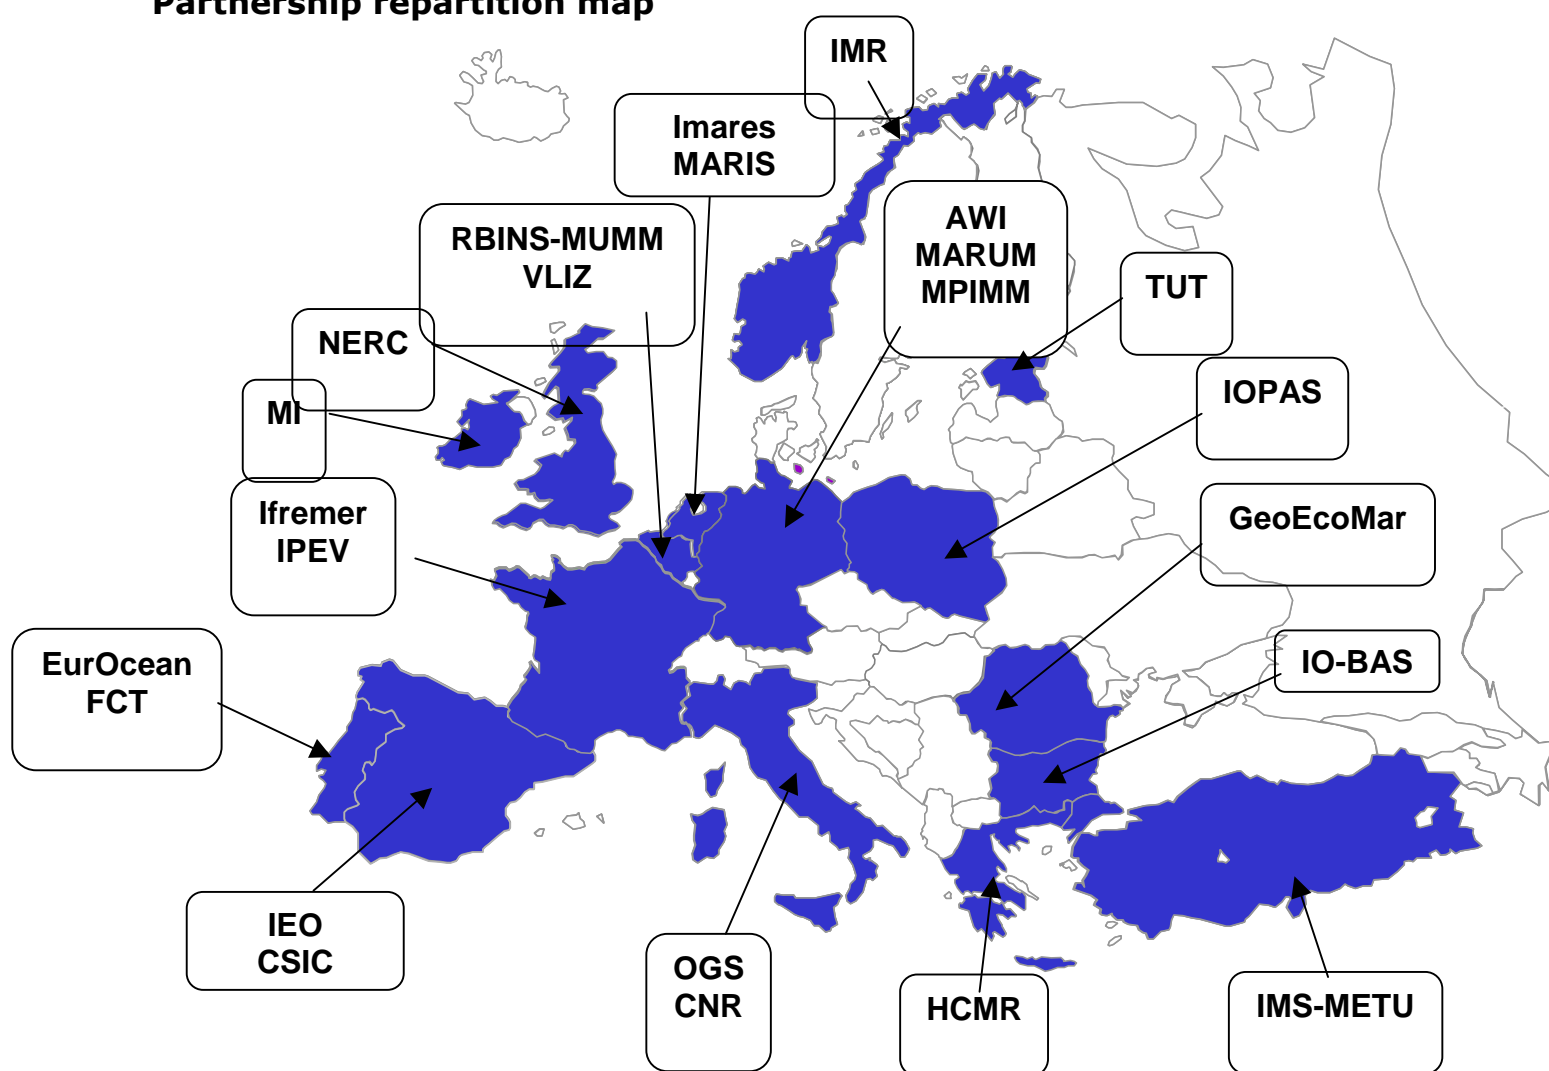 Partnership repartition map
IMR
Imares
MARIS
AWI
MARUM
MPIMM
RBINS-MUMM
VLIZ
TUT
NERC
IOPAS
MI
Ifremer
IPEV
GeoEcoMar
EurOcean
FCT
IO-BAS
IEO
CSIC
OGS
CNR
HCMR
IMS-METU